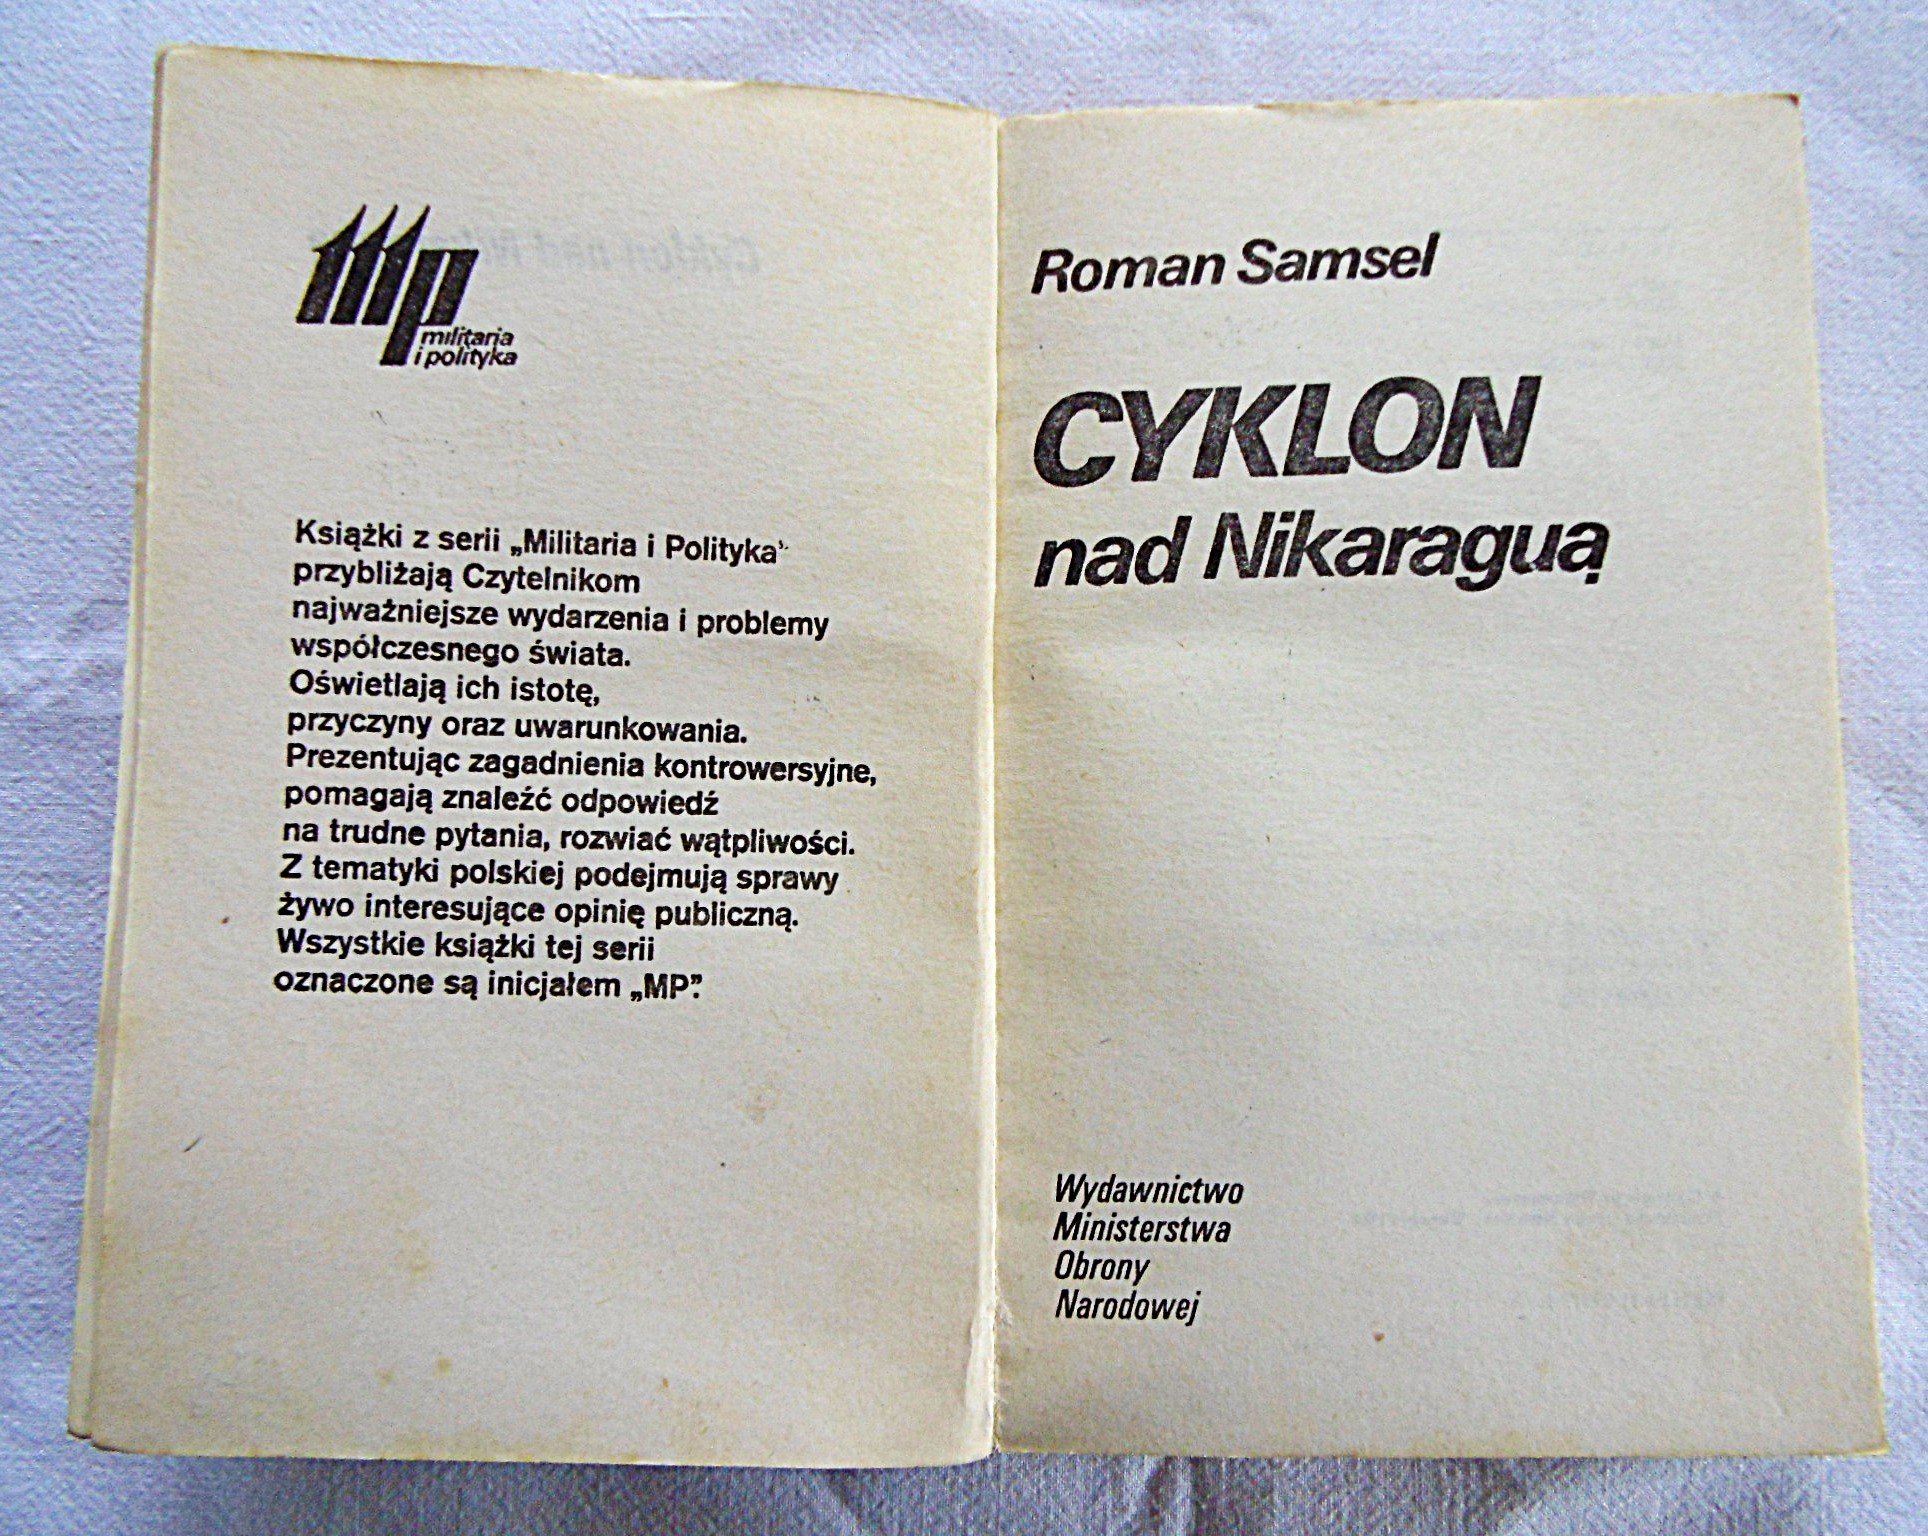 mp
militaria
i polityka
Książki z serii „Militaria i Polityka”
przybliżają Czytelnikom
najważniejsze wydarzenia i problemy
współczesnego świata.
Oświetlają ich istotę,
przyczyny oraz uwarunkowania.
Prezentując zagadnienia kontrowersyjne,
pomagają znaleźć odpowiedź
na trudne pytania, rozwiać wątpliwości.
Z tematyki polskiej podejmują sprawy
żywo interesujące opinię publiczną.
Wszystkie książki tej serii
oznaczone są inicjałem „MP”.
Roman Samsel
CYKLON
nad Nikaraguą
Wydawnictwo
Ministerstwa
Obrony
Narodowej